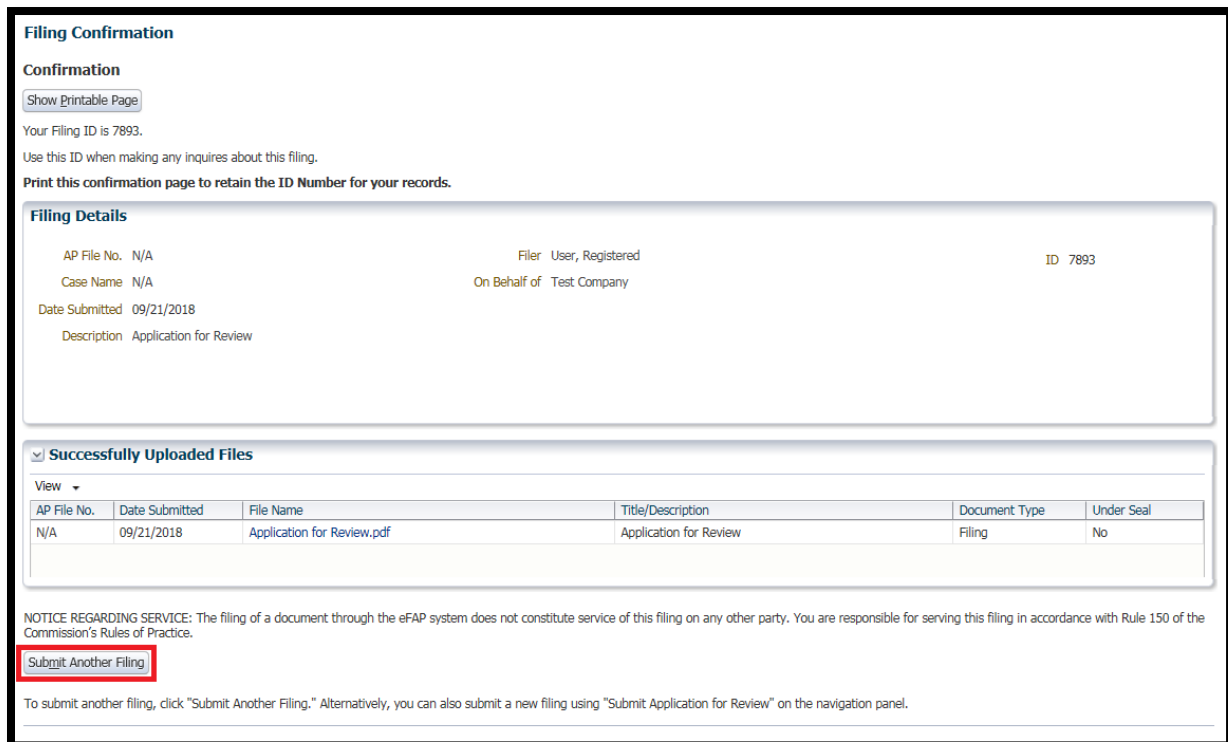 Filing Confirmation
Confirmation
Show Printable Page
Your Filing ID is 7893.
Use this ID when making any inquires about this filing.
Print this confirmation page to retain the ID Number for your records.
Filing Details
AP File No. N/A Filer User, Registered ID 7893
Case Name N/A On Behalf of Test Company
Date Submitted 09/21/2018
Description Application for Review
Successfully Uploaded Files
View
AP File No. Date Submitted File Name Title/Description Document Type Under Seal
N/A 09/21/2018 Application for Review.pdf Application for Review Filing No
NOTICE REGARDING SERVICE: The filing of a document through the eFAP system does not constitute service of this filing on any other party. You are responsible for serving this filing in accordance with Rule 150 of the
Commission's Rules of Practice.
Submit Another Filing
To submit another filing, click "Submit Another Filing." Alternatively, you can also submit a new filing using "Submit Application for Review" on the navigation panel.